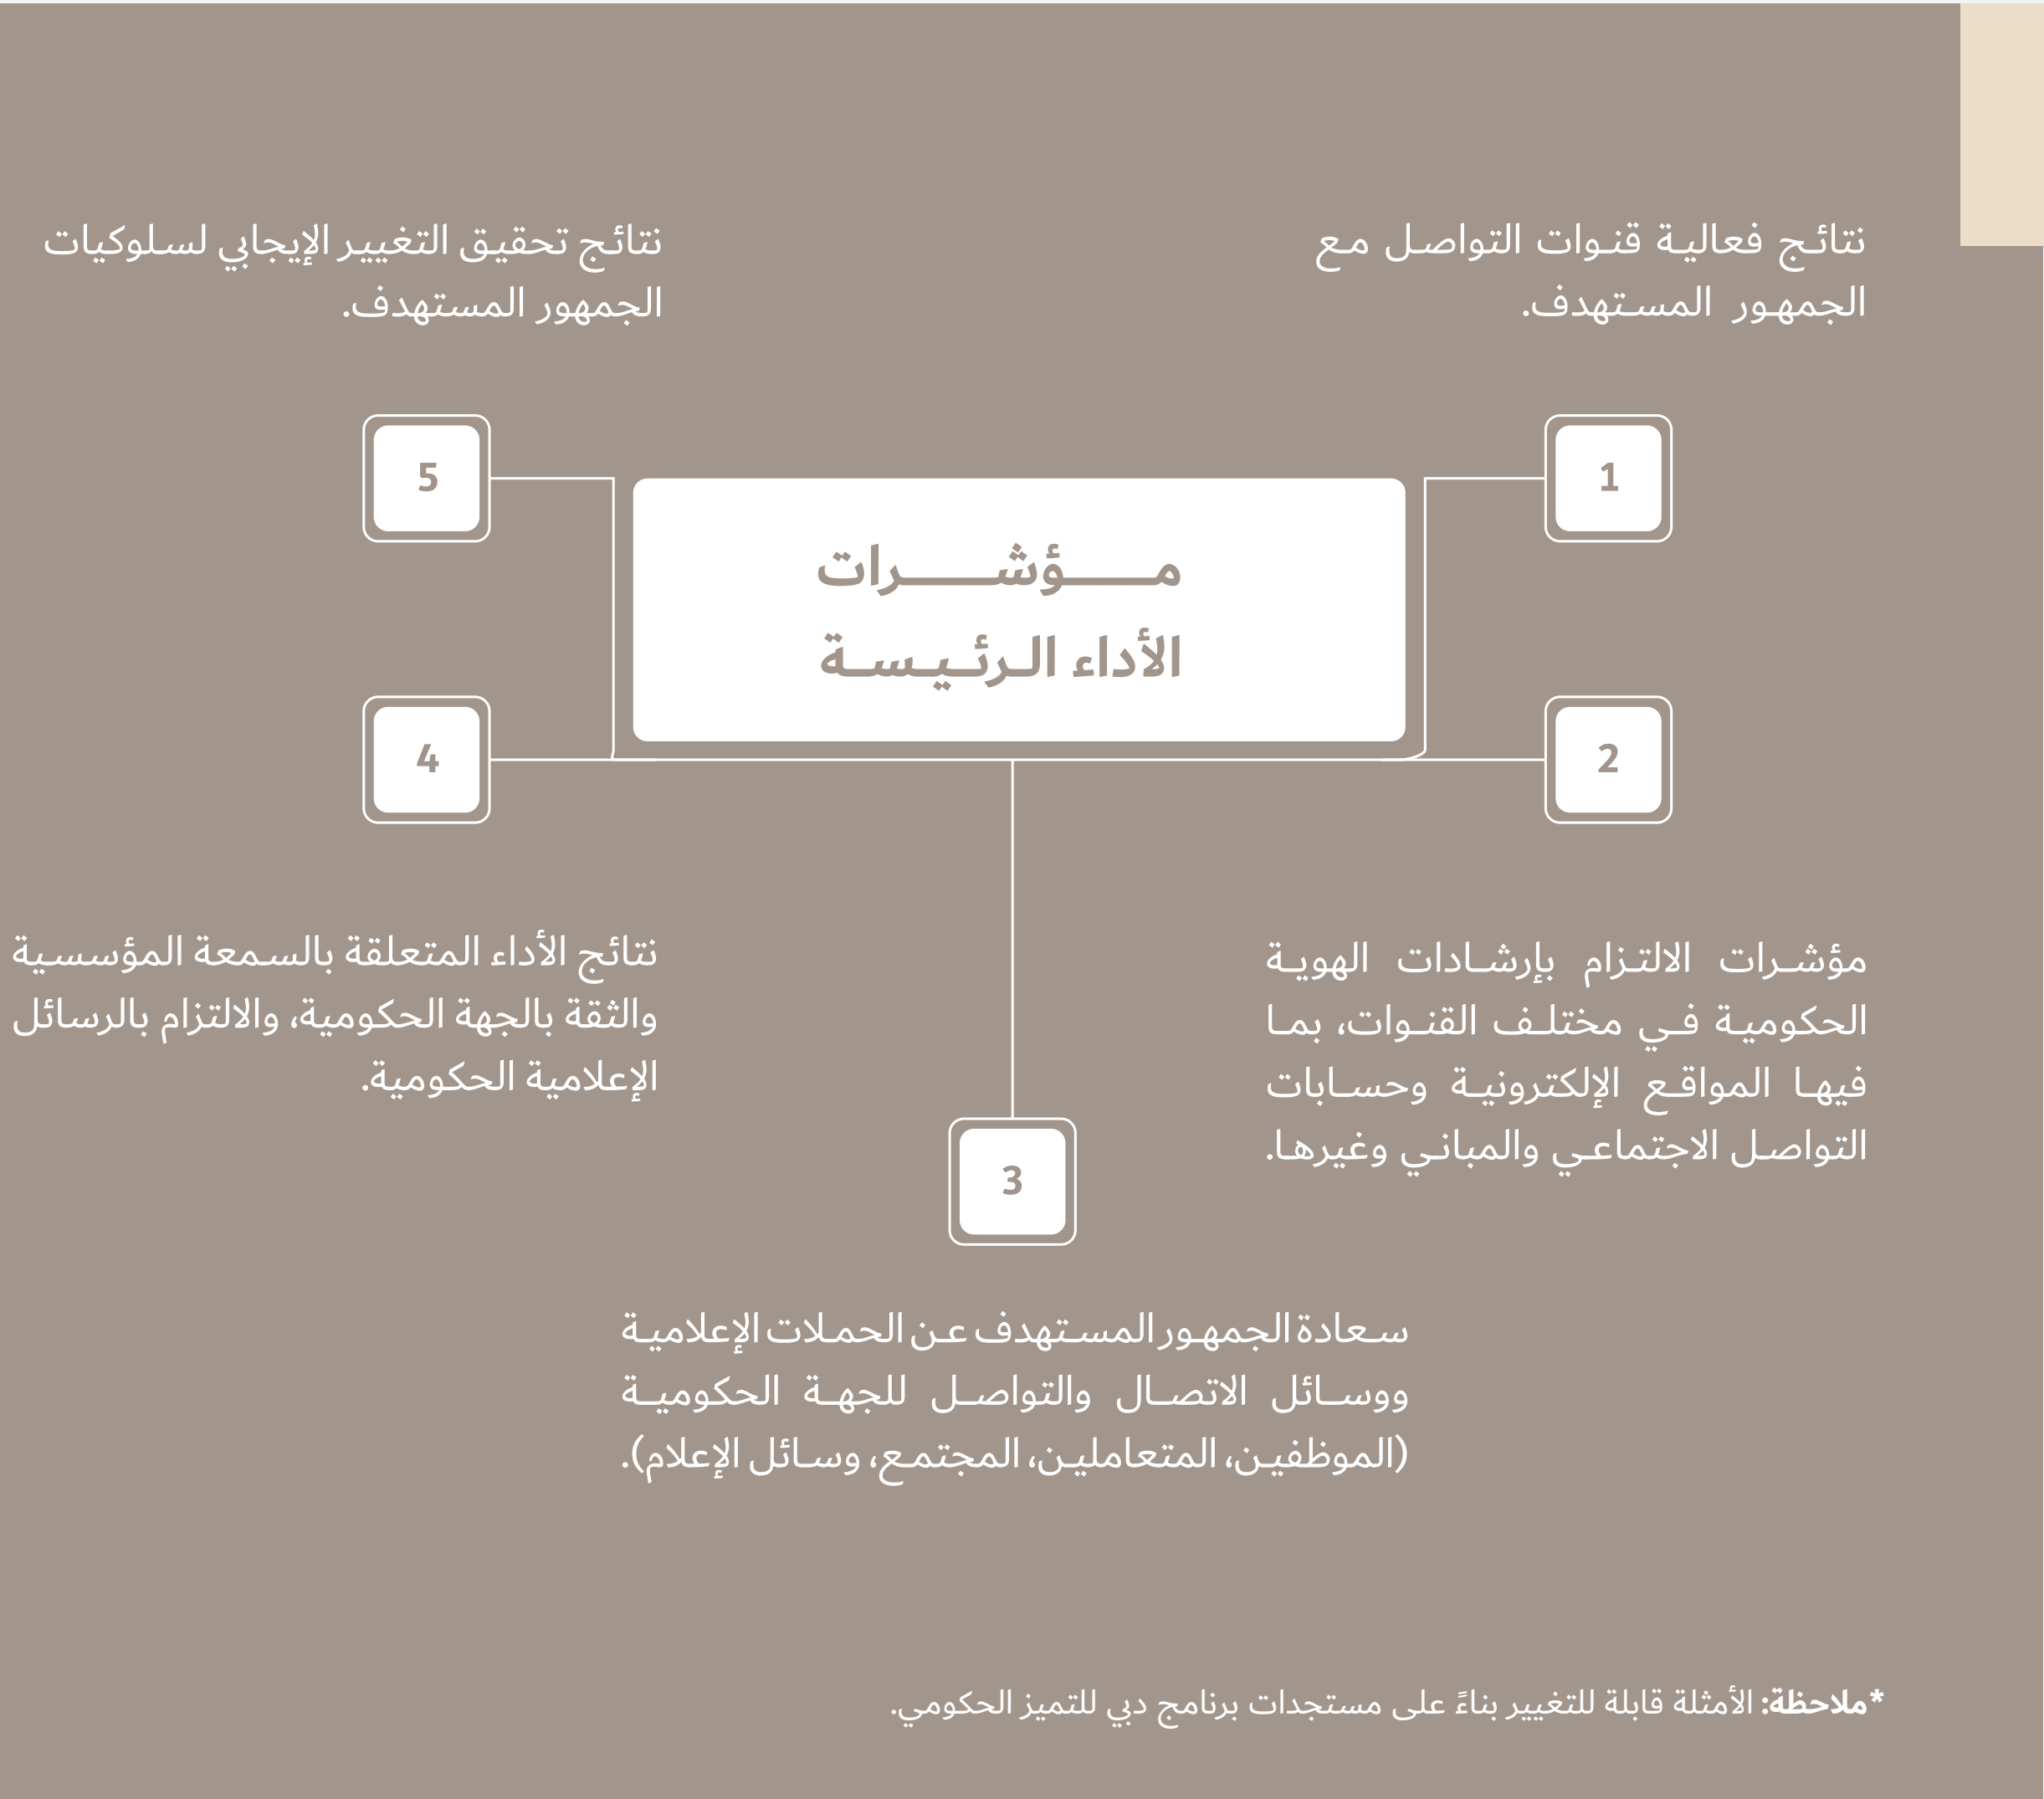 مؤشرات
الأداء الرئيسة
1
نتائج فعالية قنوات التواصل مع
الجمهور المستهدف.
2
مؤشرات الالتزام بإرشادات الهوية
الحكومية في مختلف القنوات، بما
فيها المواقع الإلكترونية وحسابات
التواصل الاجتماعي والمباني وغيرها.
3
سعادة الجمهور المستهدف عن الحملات الإعلامية
ووسائل الاتصال والتواصل للجهة الحكومية
(الموظفين، المتعاملين، المجتمع، وسائل الإعلام).
4
نتائج الأداء المتعلقة بالسمعة المؤسسية
والثقة بالجهة الحكومية، والالتزام بالرسائل
الإعلامية الحكومية.
5
نتائج تحقيق التغيير الإيجابي لسلوكيات
الجمهور المستهدف.
*ملاحظة: الأمثلة قابلة للتغيير بناءً على مستجدات برنامج دبي للتميز الحكومي.